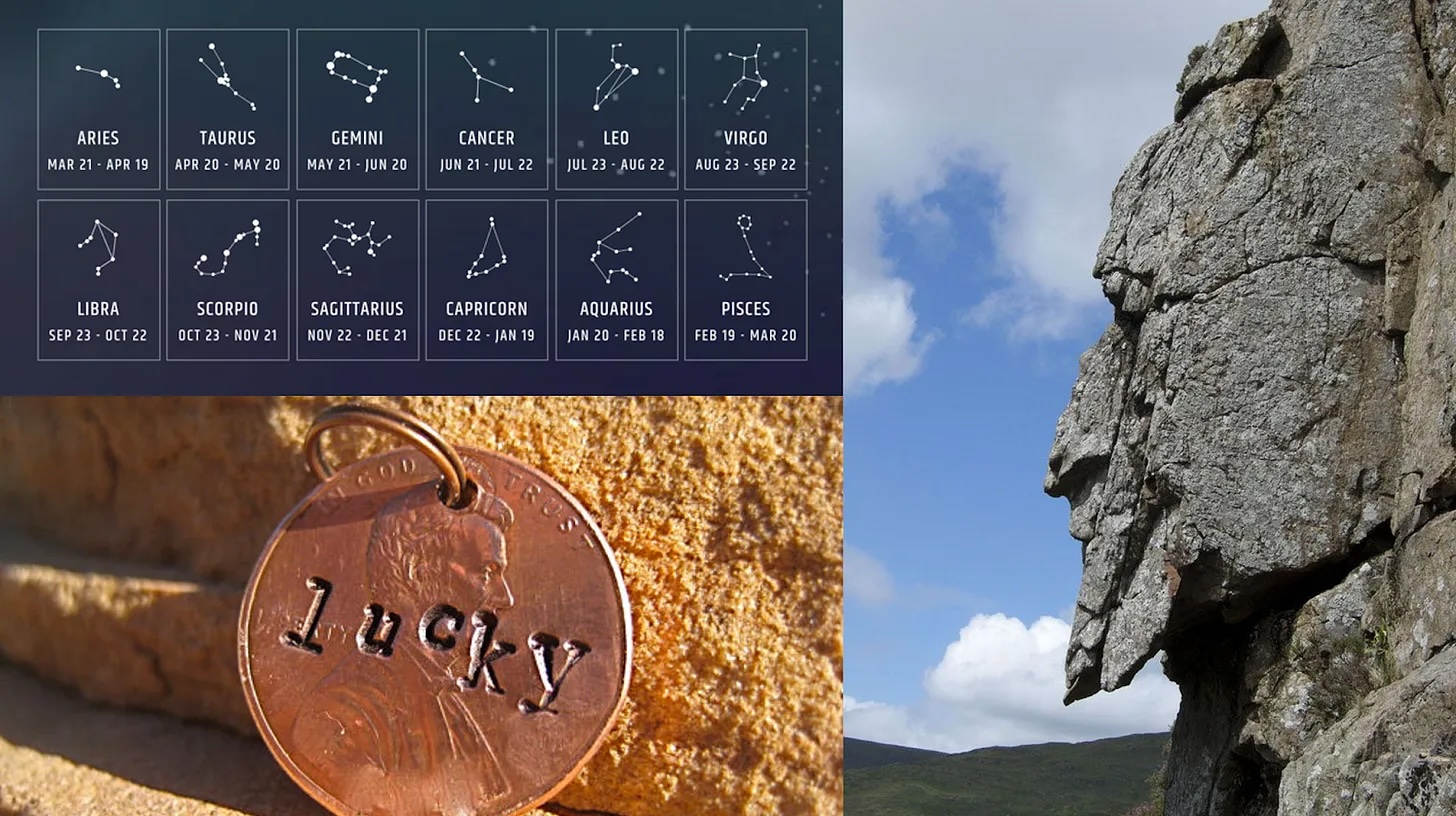 ARIES
MAR 21 - APR 19
TAURUS
APR 20 - MAY 20
GEMINI
MAY 21 - JUN 20
CANCER
JUN 21 - JUL 22
LEO
JUL 23 - AUG 22
VIRGO
AUG 23 - SEP 22
LIBRA
SEP 23 - OCT 22
SCORPIO
OCT 23 - NOV 21
SAGITTARIUS
NOV 22 - DEC 21
CAPRICORN
DEC 22 - JAN 19
AQUARIUS
JAN 20 - FEB 18
PISCES
FEB 19 - MAR 20
IN GOD TRUST
lucky